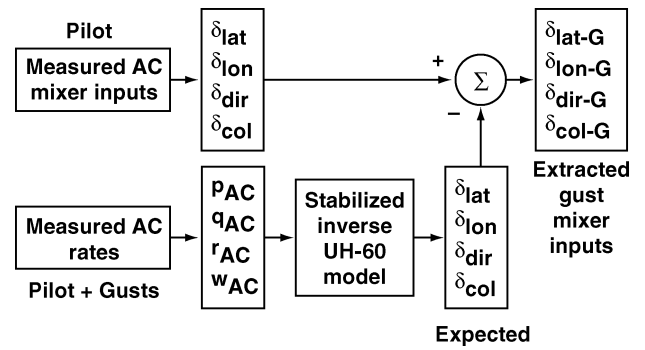 Pilot
Measured AC
mixer inputs
δlat
δlon
δdir
δcol
+
Σ
−
δlat-G
δlon-G
δdir-G
δcol-G
Extracted
gust
mixer
inputs
Measured AC
rates
Pilot + Gusts
pAC
qAC
rAC
wAC
Stabilized
inverse
UH-60
model
δlat
δlon
δdir
δcol
Expected